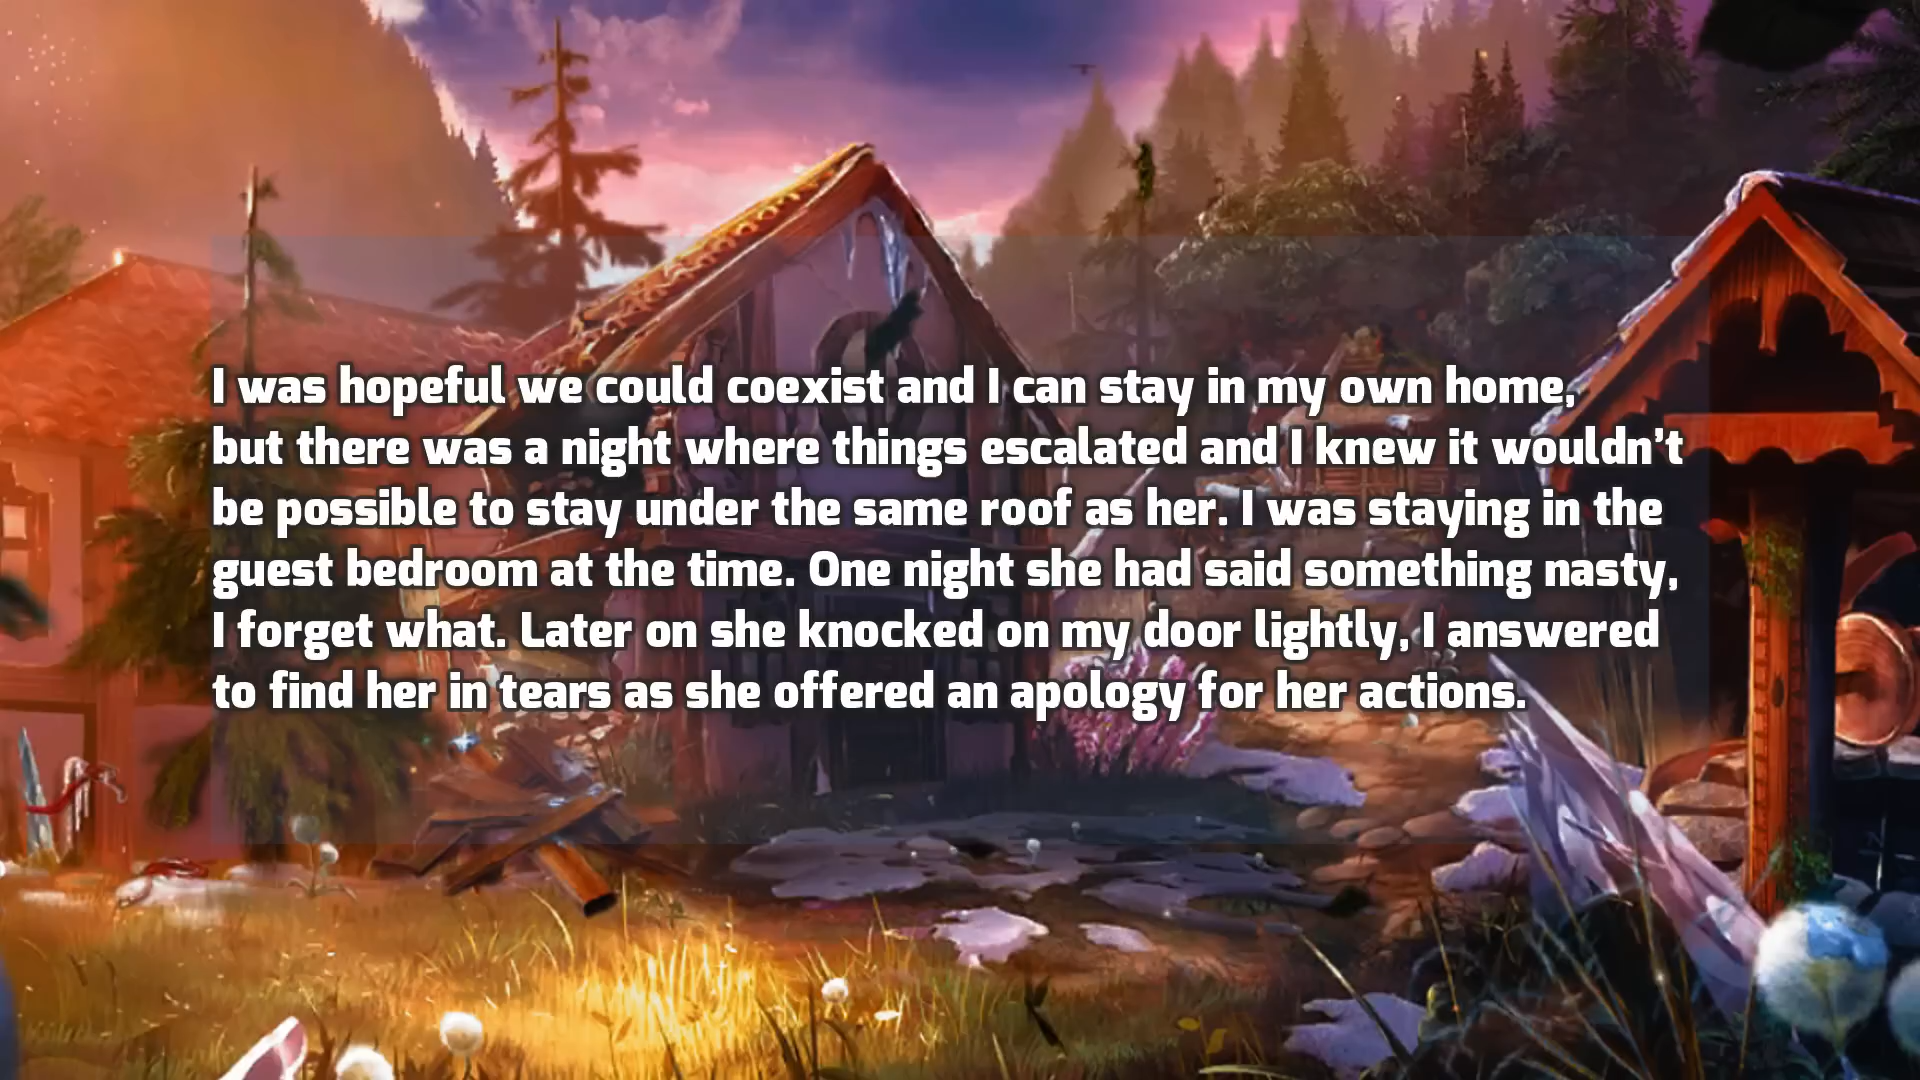 I was hopeful we could coexist and I can stay in my own home,
but there was a night where things escalated and I knew it wouldn’t
be possible to stay under the same roof as her. I was staying in the
guest bedroom at the time. One night she had said something nasty,
I forget what. Later on she knocked on my door lightly, I answered
to find her in tears as she offered an apology for her actions.